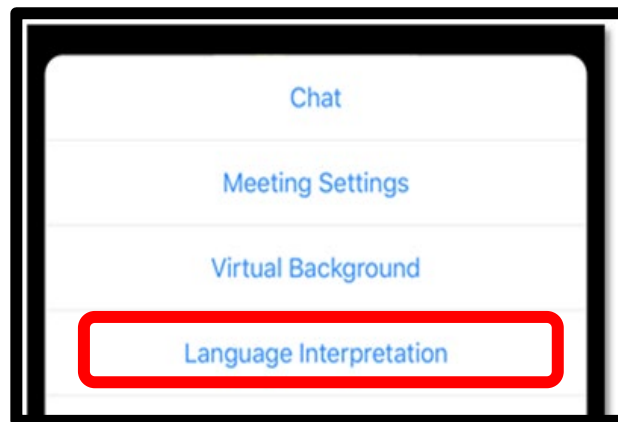 Chat
Meeting Settings
Virtual Background
Language Interpretation